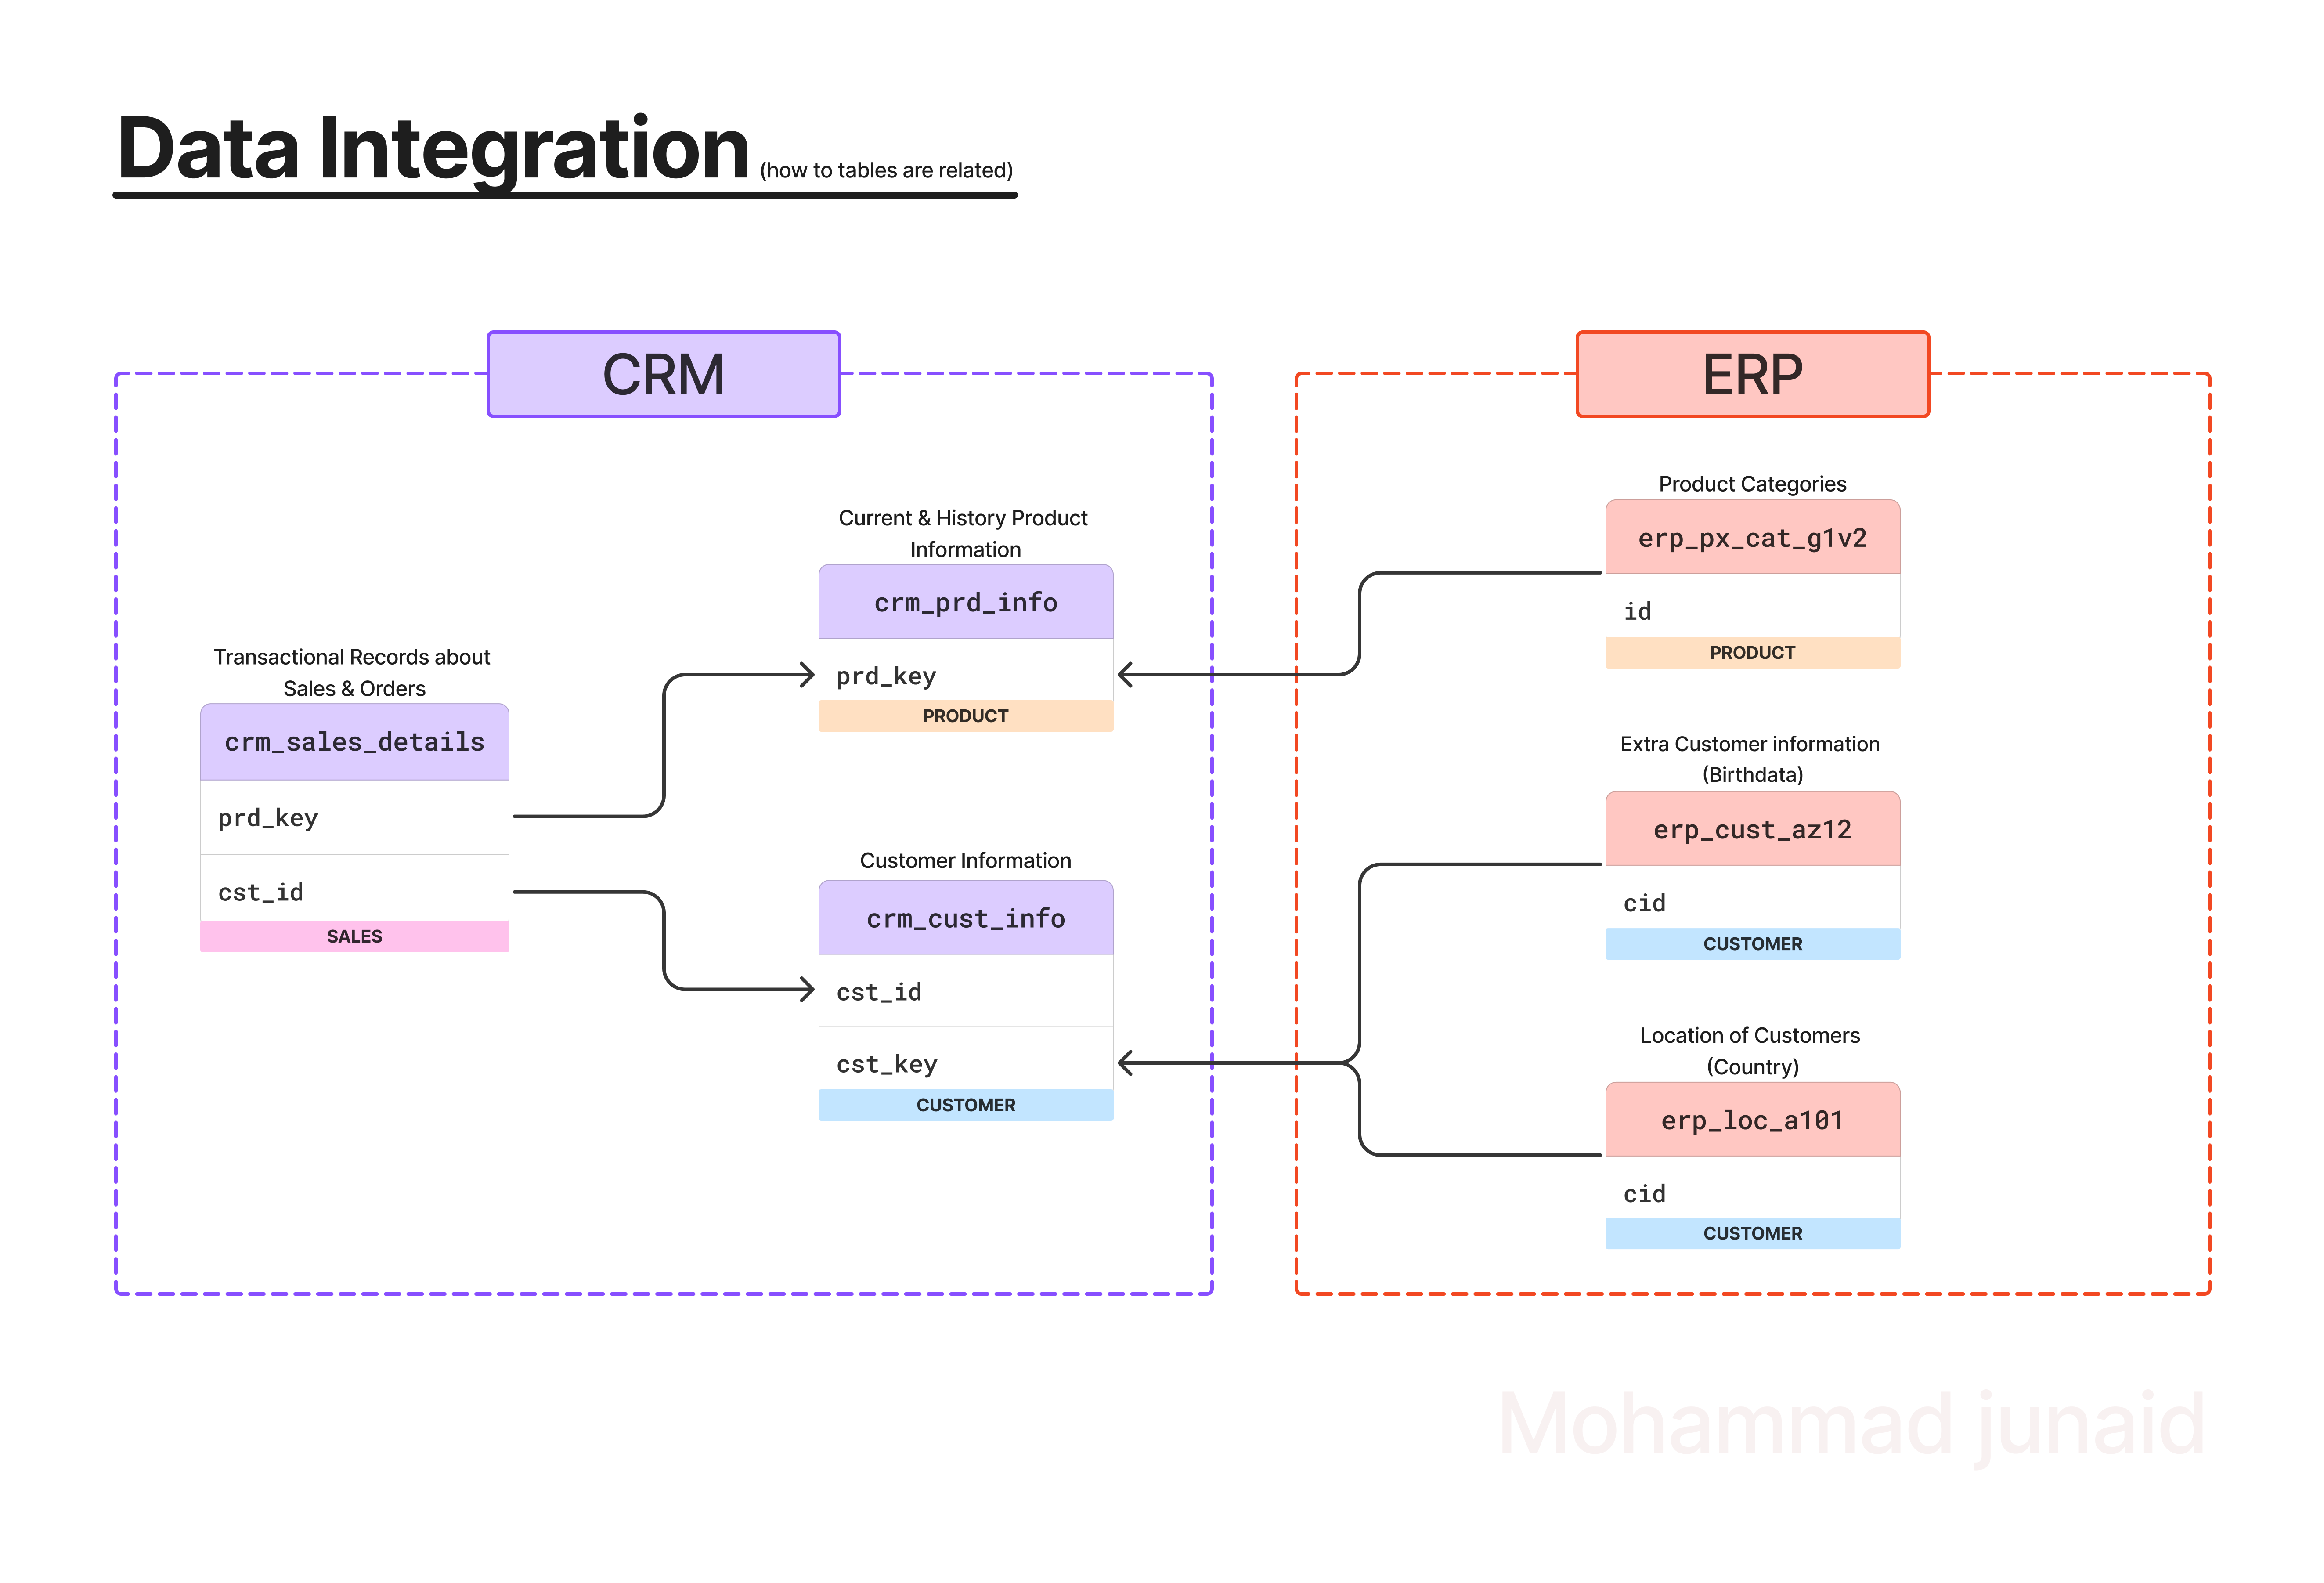 Data Integration (how to tables are related)
CRM
Transactional Records about
Sales & Orders
crm_sales_details
prd_key
cst_id
SALES
Current & History Product
Information
crm_prd_info
prd_key
PRODUCT
Customer Information
crm_cust_info
cst_id
cst_key
CUSTOMER
ERP
Product Categories
erp_px_cat_g1v2
id
PRODUCT
Extra Customer information
(Birthdata)
erp_cust_az12
cid
CUSTOMER
Location of Customers
(Country)
erp_loc_a101
cid
CUSTOMER
Mohammad junaid